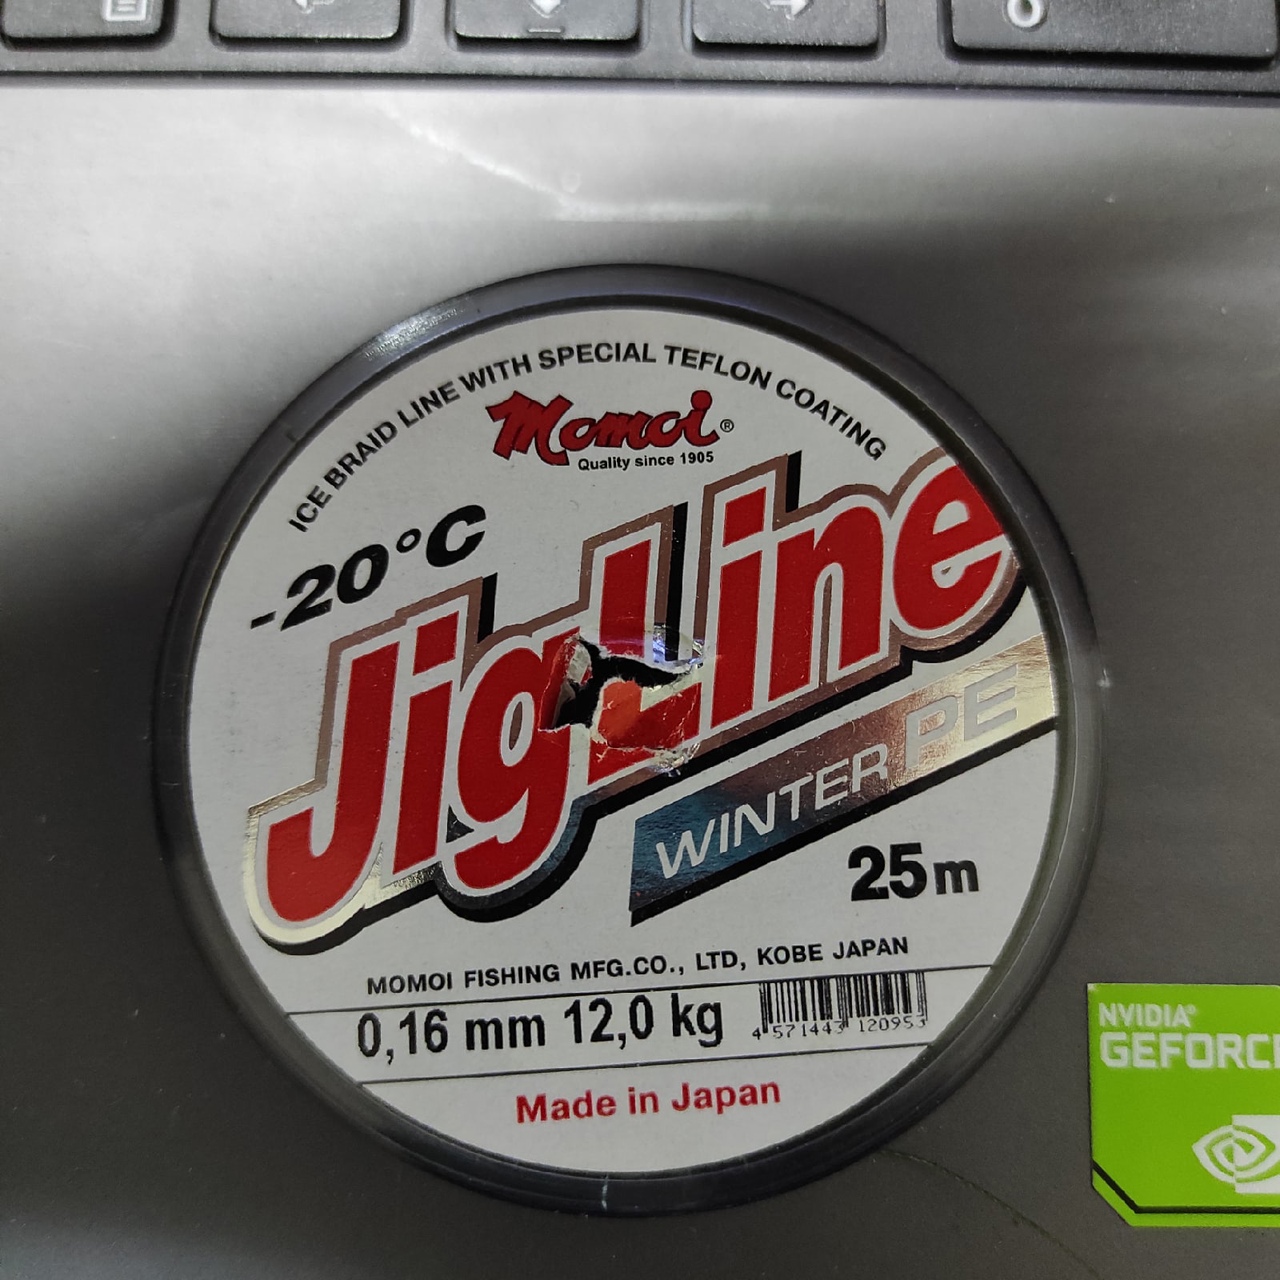 ICE BRAID LINE WITH SPECIAL TEFLON COATING
Momoi®
Quality since 1905
-20°C
JigLine
WINTER PE
25m
MOMOI FISHING MFG.CO., LTD, KOBE JAPAN
0,16 mm 12,0 kg
4 571443 120953
Made in Japan
NVIDIA®
GEFORCE